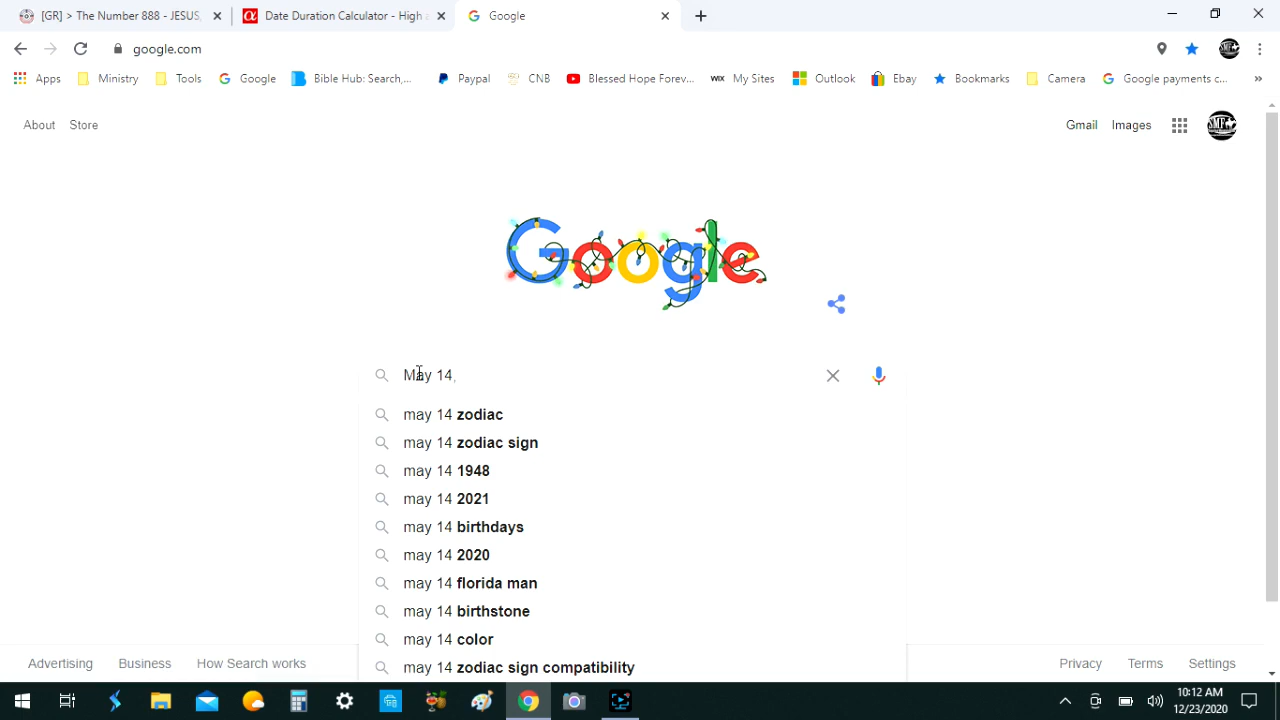 [GR] > The Number 888 - JESUS, Date Duration Calculator - High a Google
google.com
Apps Ministry Tools Google Bible Hub: Search,... Paypal CNB Blessed Hope Forev... WIX My Sites Outlook Ebay Bookmarks Camera Google payments c... »
About Store Gmail Images SMF
Google
May 14,
may 14 zodiac
may 14 zodiac sign
may 14 1948
may 14 2021
may 14 birthdays
may 14 2020
may 14 florida man
may 14 birthstone
may 14 color
may 14 zodiac sign compatibility
Advertising Business How Search works Privacy Terms Settings
10:12 AM
12/23/2020